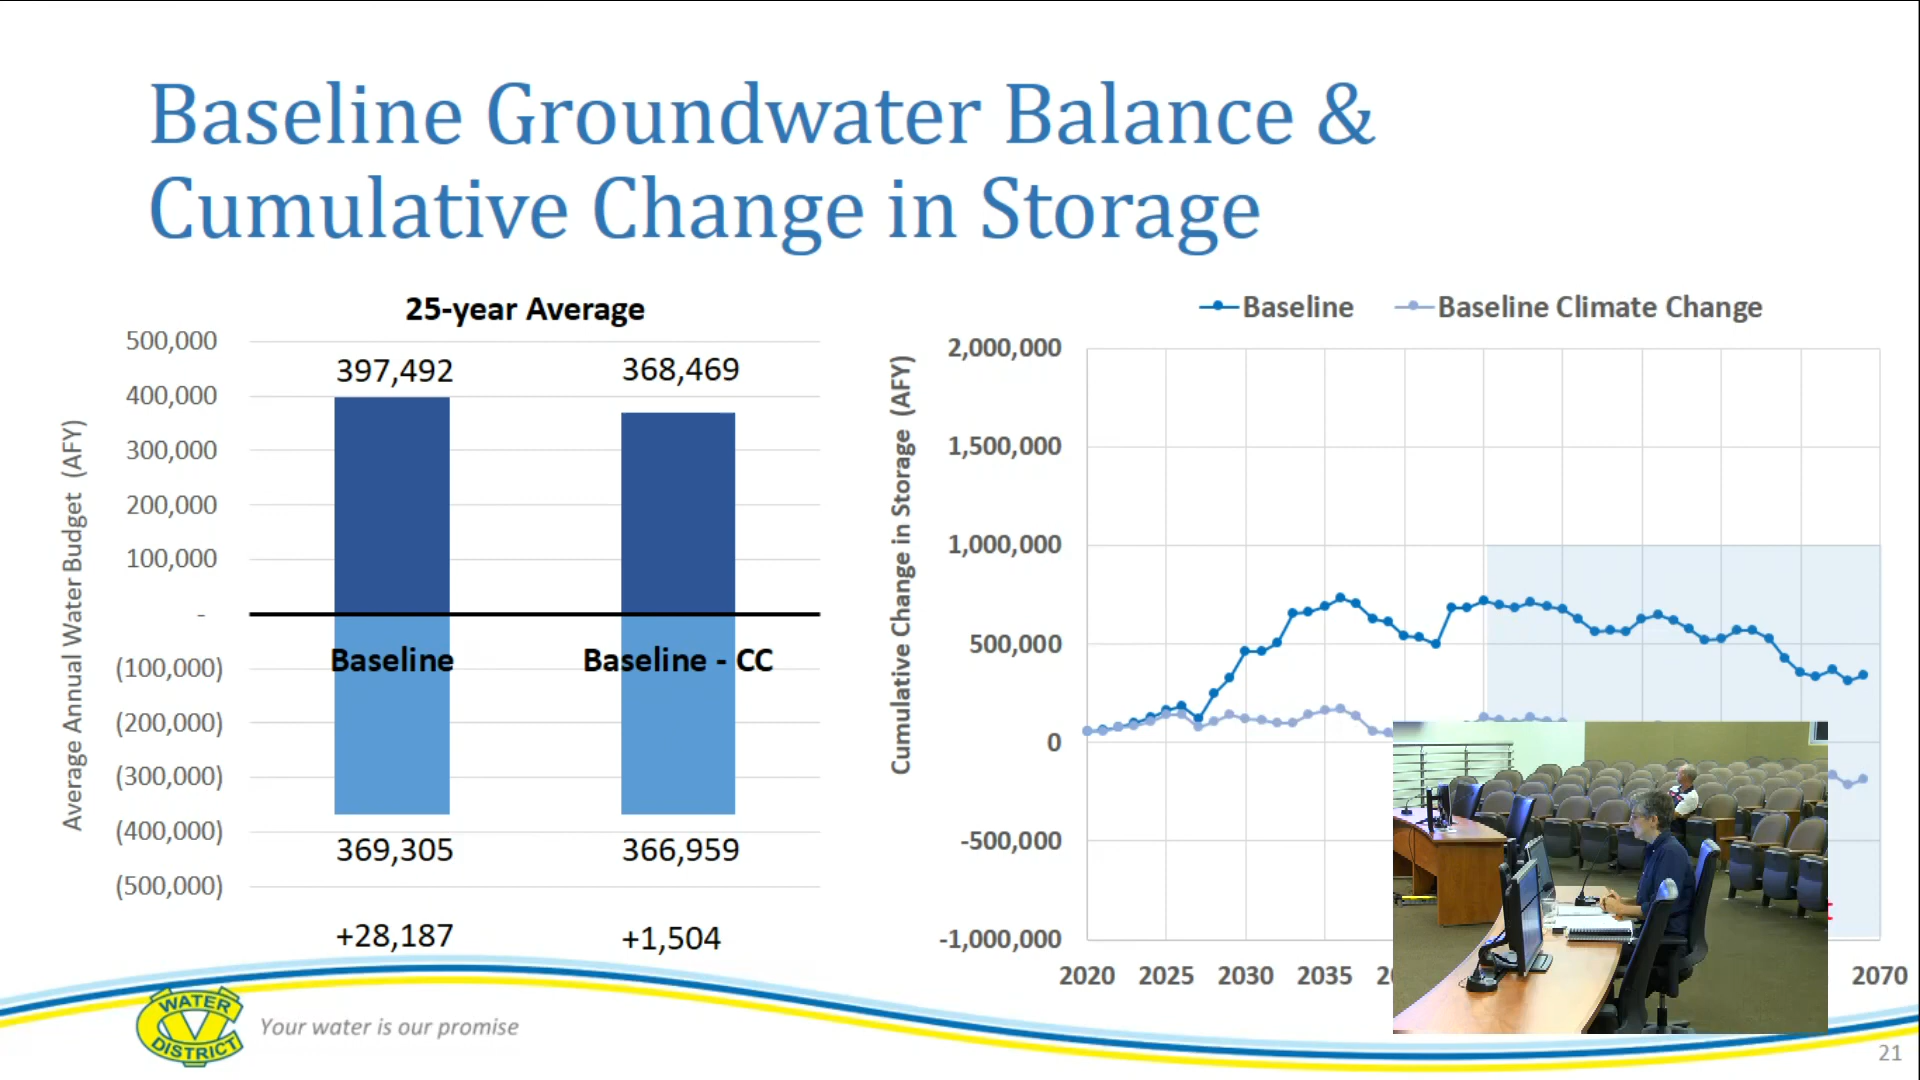 Baseline Groundwater Balance &
Cumulative Change in Storage
25-year Average
Average Annual Water Budget (AFY)
500,000
400,000
300,000
200,000
100,000
-
(100,000)
(200,000)
(300,000)
(400,000)
(500,000)
397,492
368,469
Baseline
Baseline - CC
369,305
366,959
+28,187
+1,504
Baseline
Baseline Climate Change
Cumulative Change in Storage (AFY)
2,000,000
1,500,000
1,000,000
500,000
0
-500,000
-1,000,000
2020 2025 2030 2035 2070
WATER
CV
DISTRICT
Your water is our promise
21